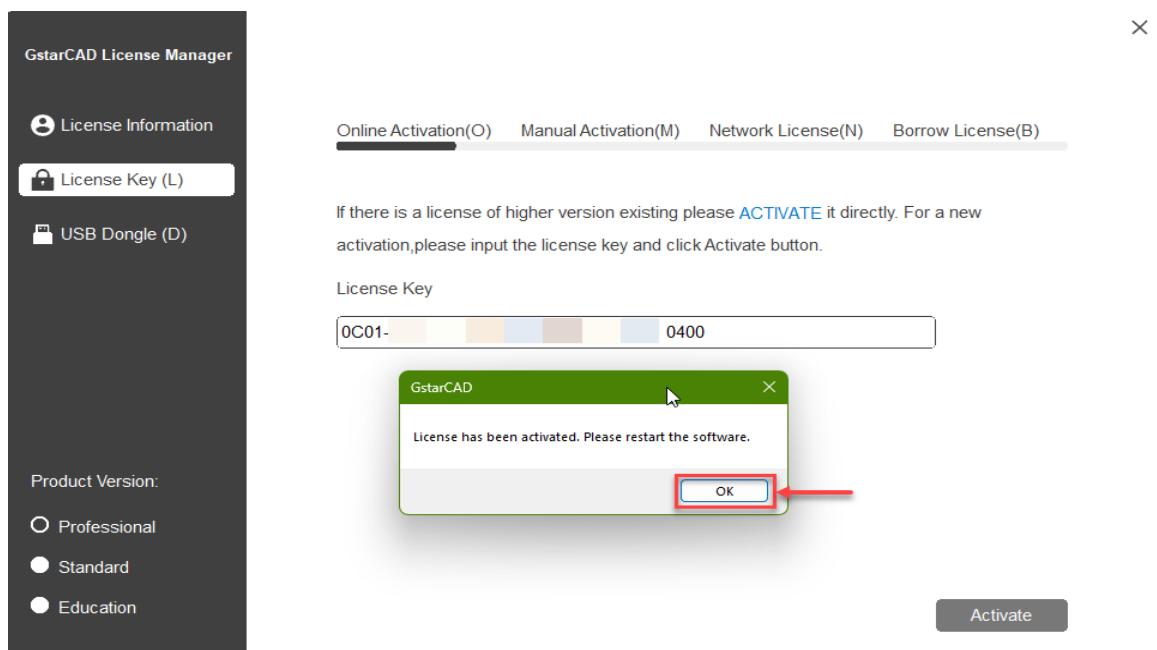 GstarCAD License Manager
License Information
License Key (L)
USB Dongle (D)
Product Version:
Professional
Standard
Education
Online Activation(O) Manual Activation(M) Network License(N) Borrow License(B)
If there is a license of higher version existing please ACTIVATE it directly. For a new
activation,please input the license key and click Activate button.
License Key
0C01- 0400
GstarCAD
License has been activated. Please restart the software.
OK
Activate